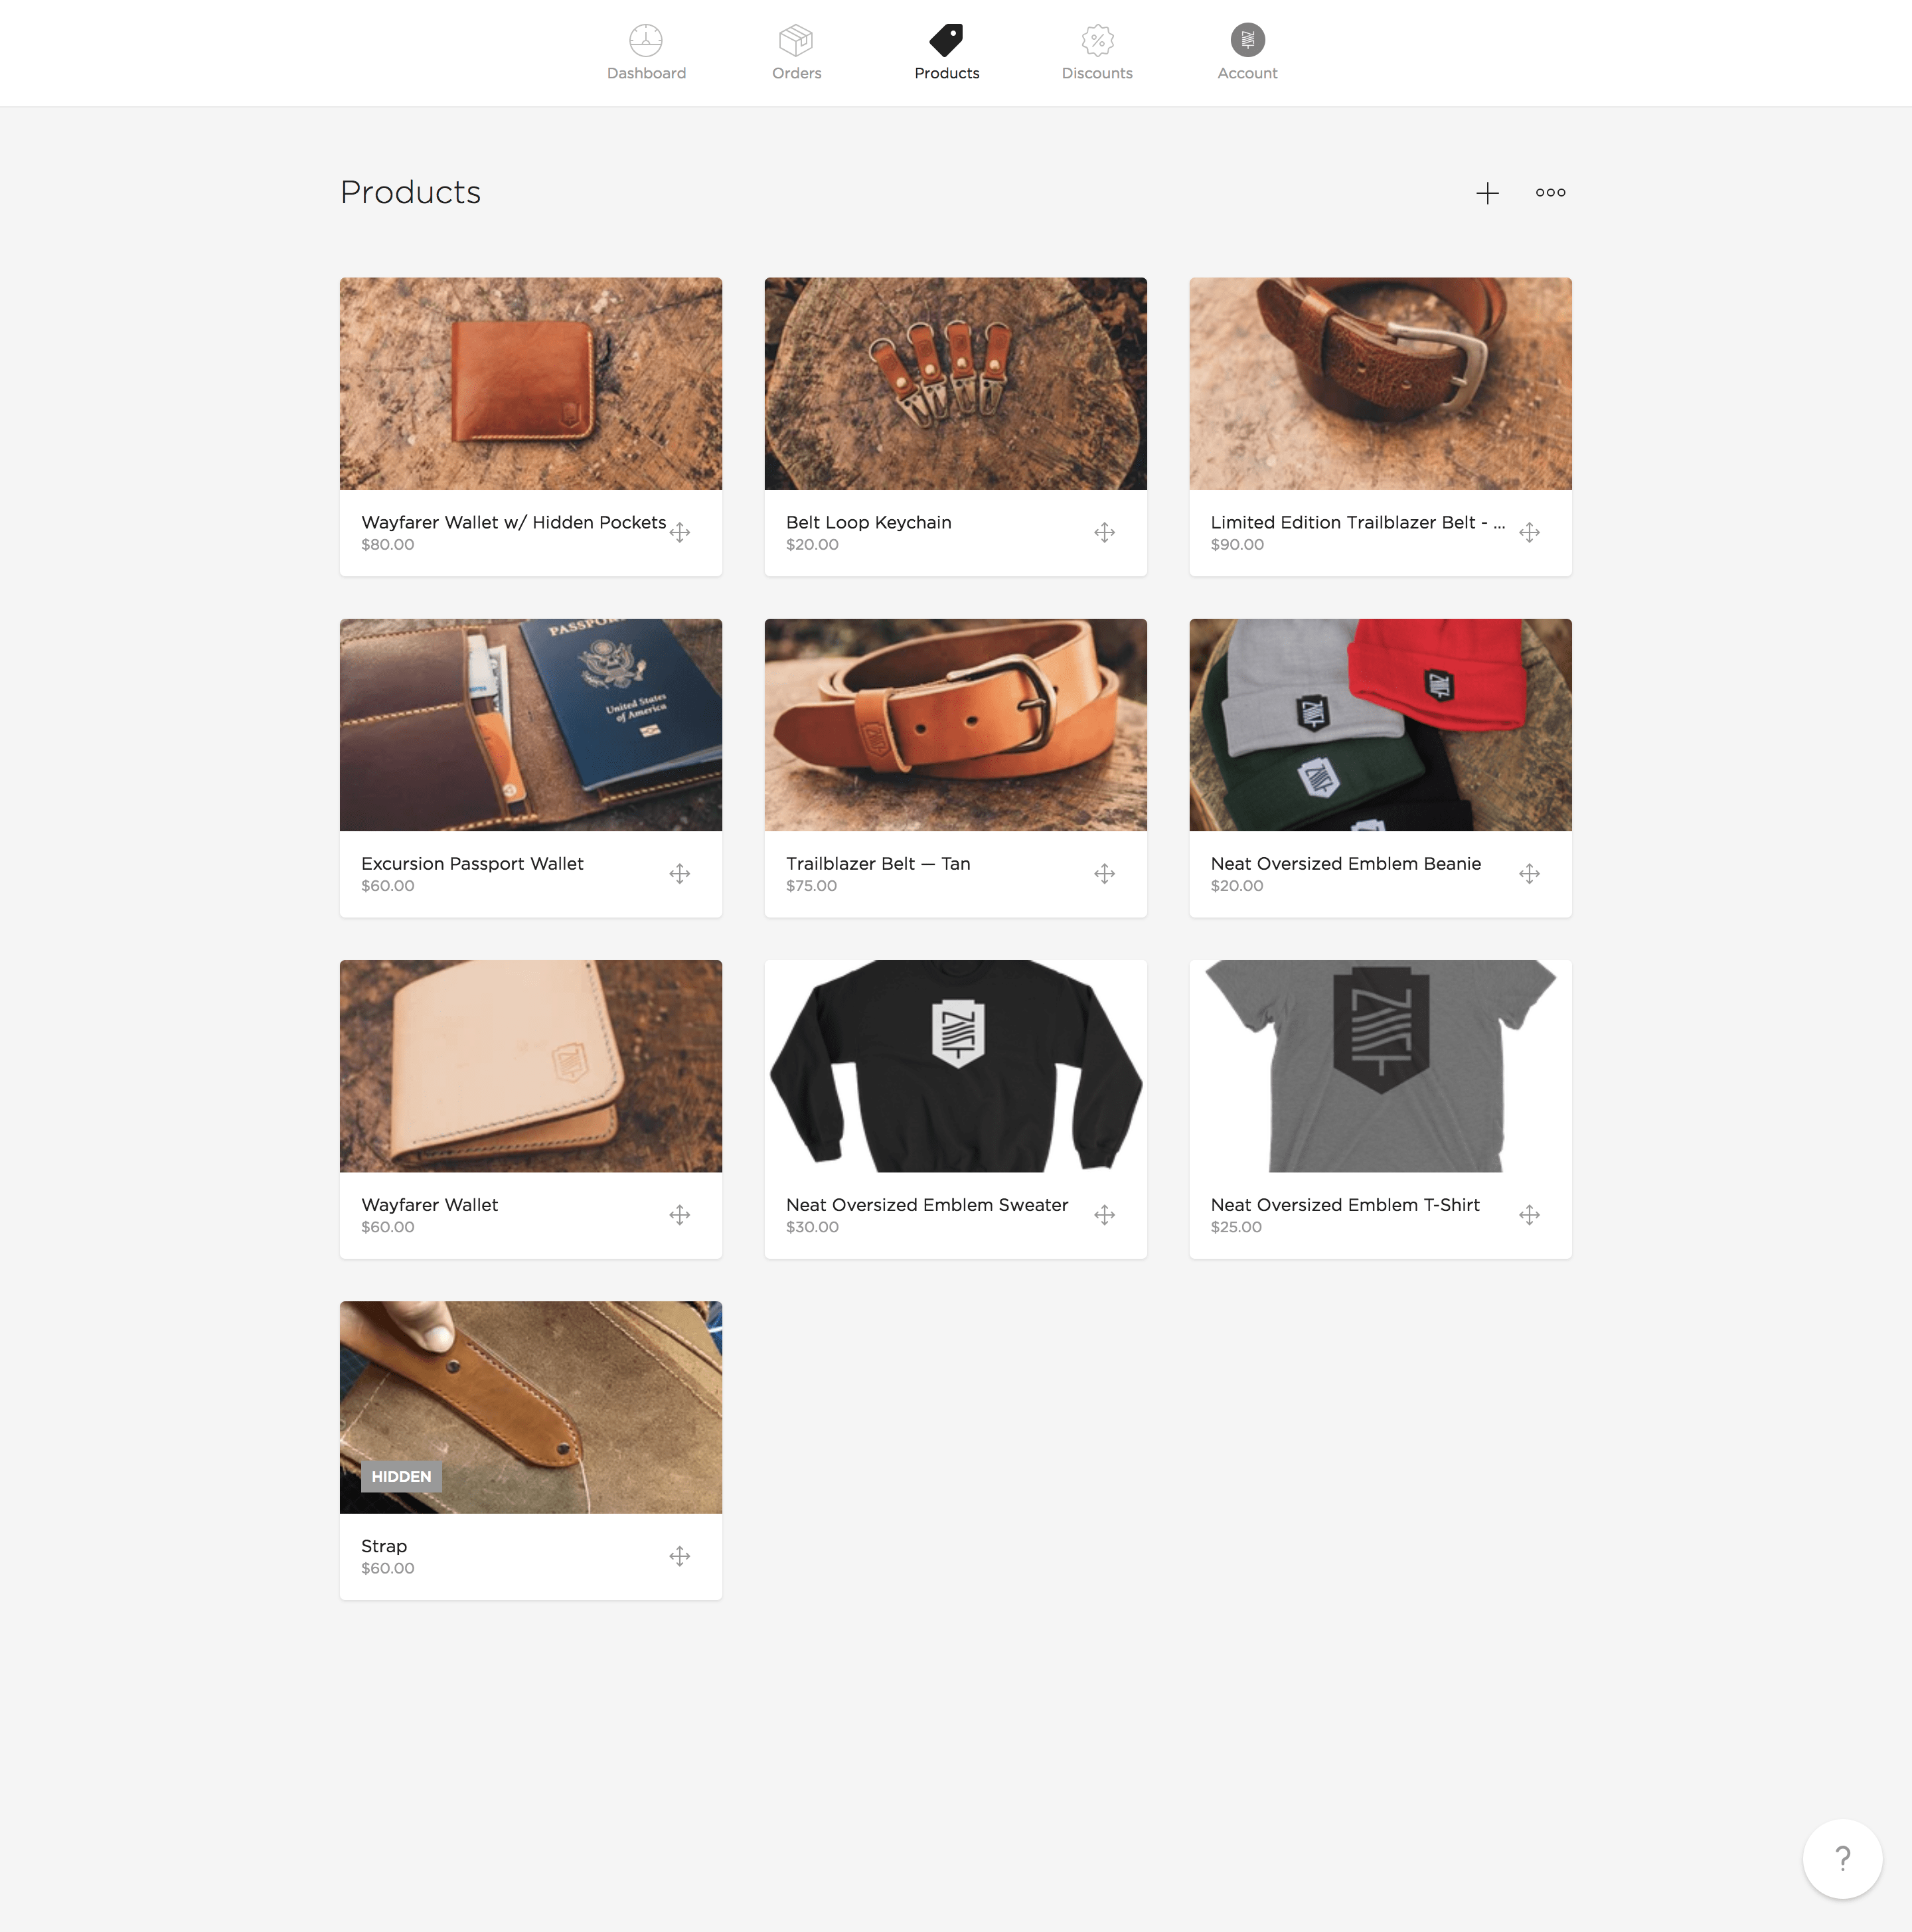 Dashboard
Orders
Products
Discounts
Account
Products
Wayfarer Wallet w/ Hidden Pockets
$80.00
Belt Loop Keychain
$20.00
Limited Edition Trailblazer Belt - ...
$90.00
PASSPOR
United States
of America
Excursion Passport Wallet
$60.00
Trailblazer Belt — Tan
$75.00
Neat Oversized Emblem Beanie
$20.00
Wayfarer Wallet
$60.00
Neat Oversized Emblem Sweater
$30.00
Neat Oversized Emblem T-Shirt
$25.00
HIDDEN
Strap
$60.00
?